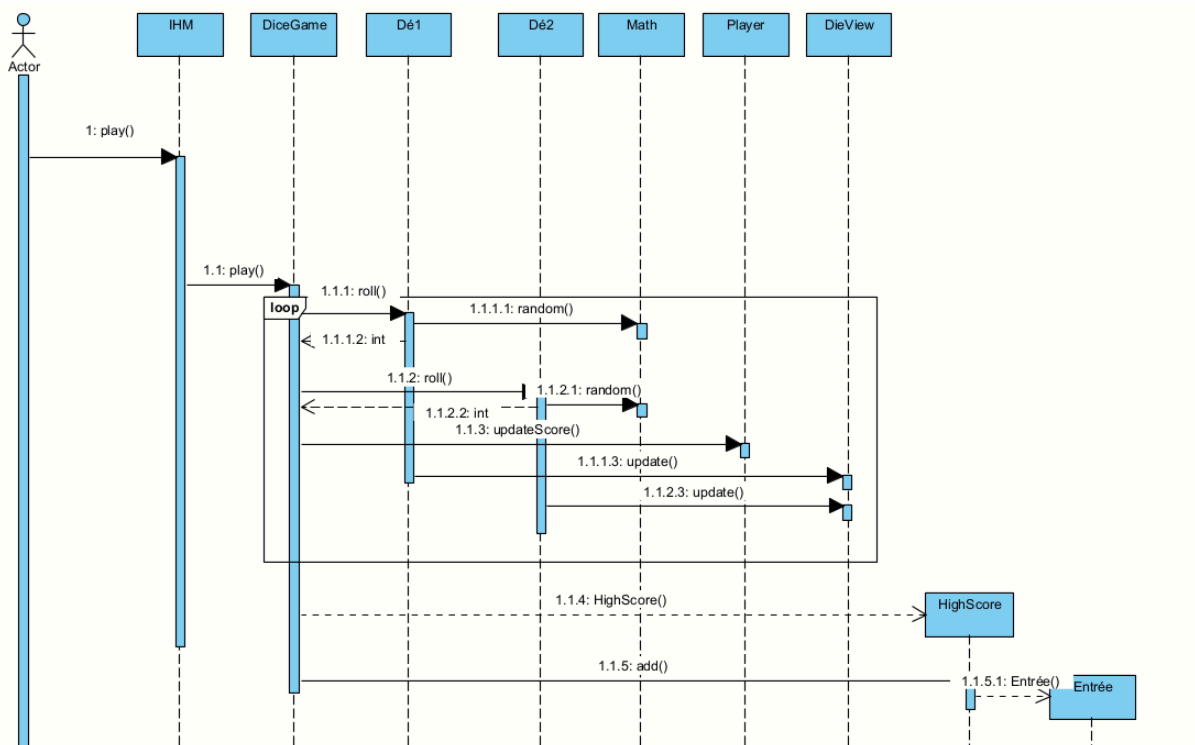 Actor
IHM
DiceGame
Dé1
Dé2
Math
Player
DieView
1: play()
1.1: play()
loop
1.1.1: roll()
1.1.1.1: random()
1.1.1.2: int
1.1.2: roll()
1.1.2.1: random()
1.1.2.2: int
1.1.3: updateScore()
1.1.1.3: update()
1.1.2.3: update()
1.1.4: HighScore()
HighScore
1.1.5: add()
1.1.5.1: Entrée()
Entrée